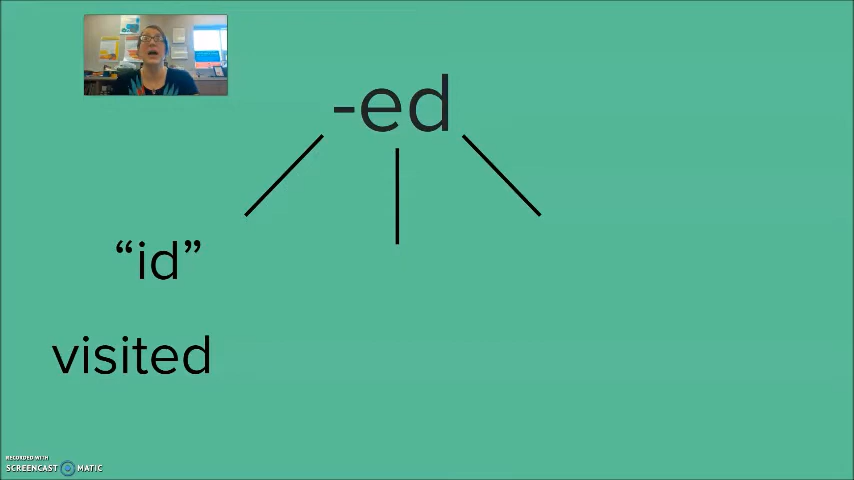 -ed
“id”
visited
RECORDED WITH
SCREENCAST MATIC